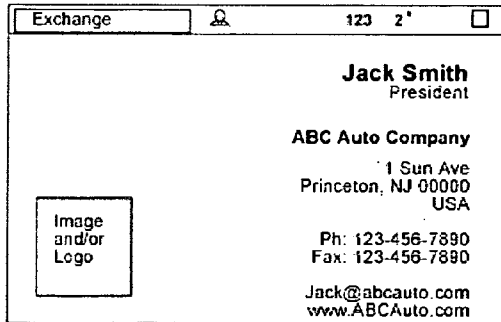 Exchange 123 2*
Jack Smith
President
ABC Auto Company
1 Sun Ave
Princeton, NJ 00000
USA
Image
and/or
Logo
Ph: 123-456-7890
Fax: 123-456-7890
Jack@abcauto.com
www.ABCAuto.com